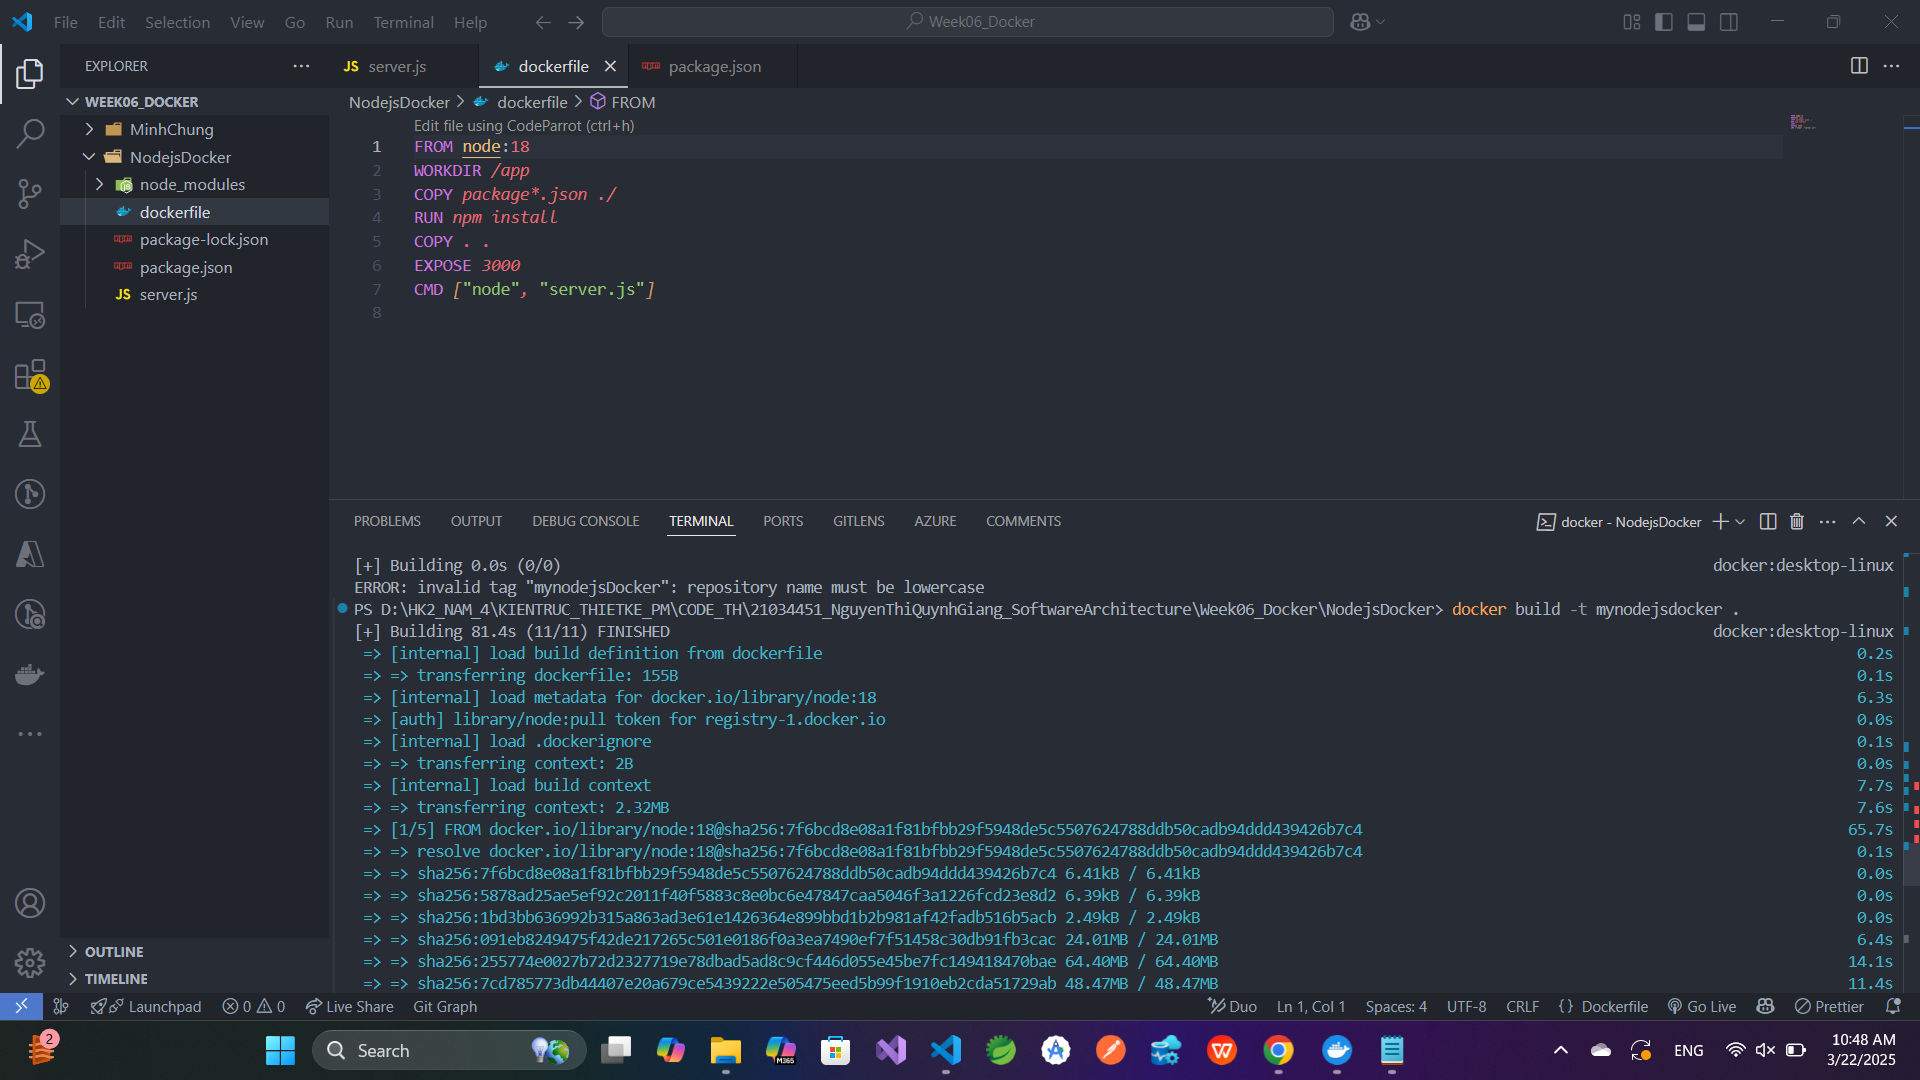 File Edit Selection View Go Run Terminal Help
Week06_Docker
EXPLORER
server.js
dockerfile
package.json
WEEK06_DOCKER
MinhChung
NodejsDocker
node_modules
dockerfile
package-lock.json
package.json
JS server.js
OUTLINE
TIMELINE
NodejsDocker > dockerfile > FROM
Edit file using CodeParrot (ctrl+h)
1 FROM node:18
2 WORKDIR /app
3 COPY package*.json ./
4 RUN npm install
5 COPY . .
6 EXPOSE 3000
7 CMD ["node", "server.js"]
8
PROBLEMS OUTPUT DEBUG CONSOLE TERMINAL PORTS GITLENS AZURE COMMENTS
docker - NodejsDocker
[+] Building 0.0s (0/0) docker:desktop-linux
ERROR: invalid tag "mynodejsDocker": repository name must be lowercase
PS D:\HK2_NAM_4\KIENTRUC_THIETKE_PM\CODE_TH\21034451_NguyenThiQuynhGiang_SoftwareArchitecture\Week06_Docker\NodejsDocker> docker build -t mynodejsdocker .
[+] Building 81.4s (11/11) FINISHED docker:desktop-linux
=> [internal] load build definition from dockerfile 0.2s
=> => transferring dockerfile: 155B 0.1s
=> [internal] load metadata for docker.io/library/node:18 6.3s
=> [auth] library/node:pull token for registry-1.docker.io 0.0s
=> [internal] load .dockerignore 0.1s
=> => transferring context: 2B 0.0s
=> [internal] load build context 7.7s
=> => transferring context: 2.32MB 7.6s
=> [1/5] FROM docker.io/library/node:18@sha256:7f6bcd8e08a1f81bfbb29f5948de5c5507624788ddb50cadb94ddd439426b7c4 65.7s
=> => resolve docker.io/library/node:18@sha256:7f6bcd8e08a1f81bfbb29f5948de5c5507624788ddb50cadb94ddd439426b7c4 0.1s
=> => sha256:7f6bcd8e08a1f81bfbb29f5948de5c5507624788ddb50cadb94ddd439426b7c4 6.41kB / 6.41kB 0.0s
=> => sha256:5878ad25ae5ef92c2011f40f5883c8e0bc6e47847caa5046f3a1226fcd23e8d2 6.39kB / 6.39kB 0.0s
=> => sha256:1bd3bb636992b315a863ad3e61e1426364e899bbd1b2b981af42fadb516b5acb 2.49kB / 2.49kB 0.0s
=> => sha256:091eb8249475f42de217265c501e0186f0a3ea7490ef7f51458c30db91fb3cac 24.01MB / 24.01MB 6.4s
=> => sha256:255774e0027b72d2327719e78dbad5ad8c9cf446d055e45be7fc149418470bae 64.40MB / 64.40MB 14.1s
=> => sha256:7cd785773db44407e20a679ce5439222e505475eed5b99f1910eb2cda51729ab 48.47MB / 48.47MB 11.4s
Launchpad 0 0 Live Share Git Graph Duo Ln 1, Col 1 Spaces: 4 UTF-8 CRLF {} Dockerfile Go Live Prettier
2
Search
M365
ENG
10:48 AM
3/22/2025